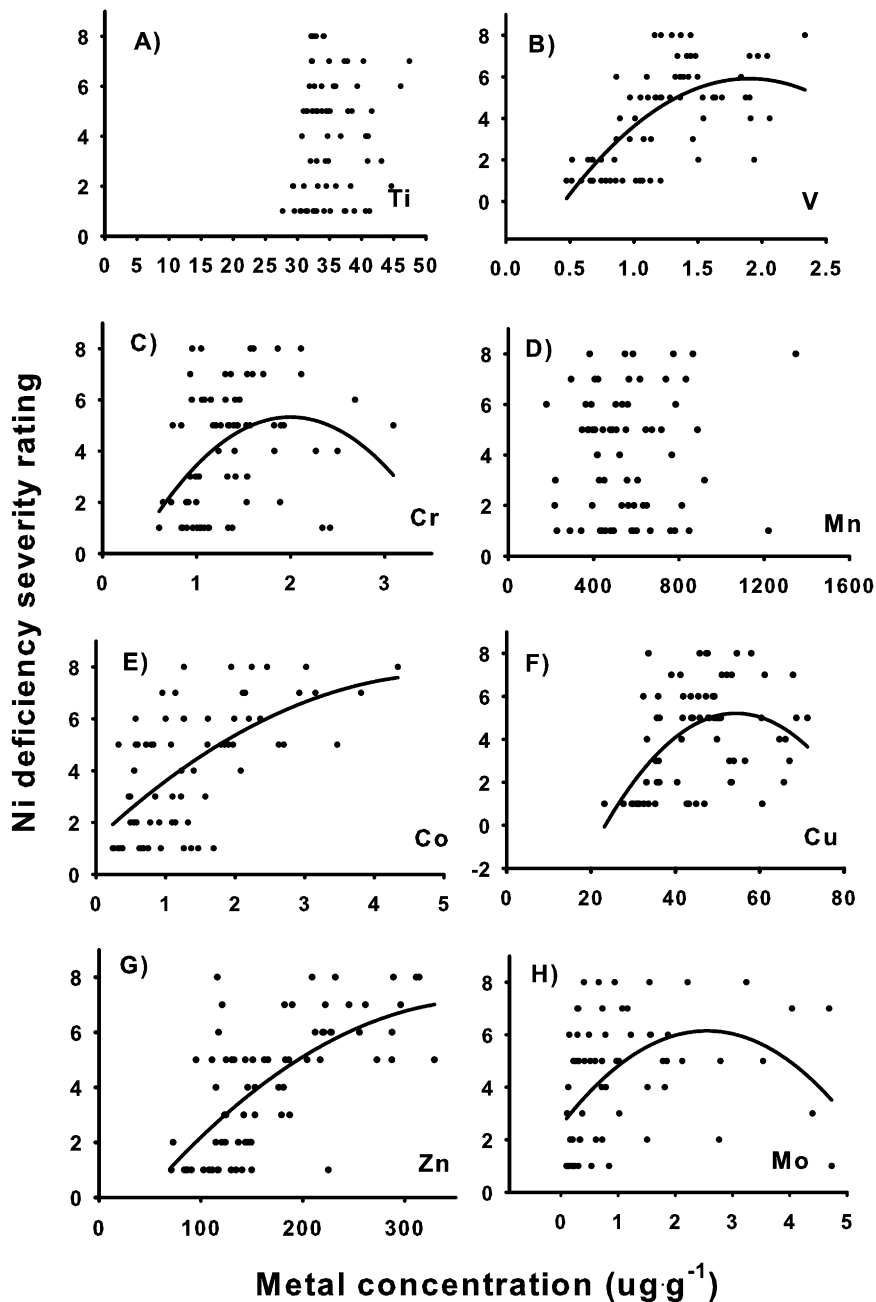 Ni deficiency severity rating
A)
8
7
6
5
4
3
2
1
0
Ti
0 5 10 15 20 25 30 35 40 45 50
B)
8
6
4
2
0
V
0.0 0.5 1.0 1.5 2.0 2.5
C)
8
6
4
2
0
Cr
0 1 2 3
D)
8
6
4
2
0
Mn
0 400 800 1200 1600
E)
8
6
4
2
0
Co
0 1 2 3 4 5
F)
8
6
4
2
0
-2
Cu
0 20 40 60 80
G)
8
6
4
2
0
Zn
0 100 200 300
H)
8
6
4
2
0
Mo
0 1 2 3 4 5
Metal concentration (ug·g⁻¹)